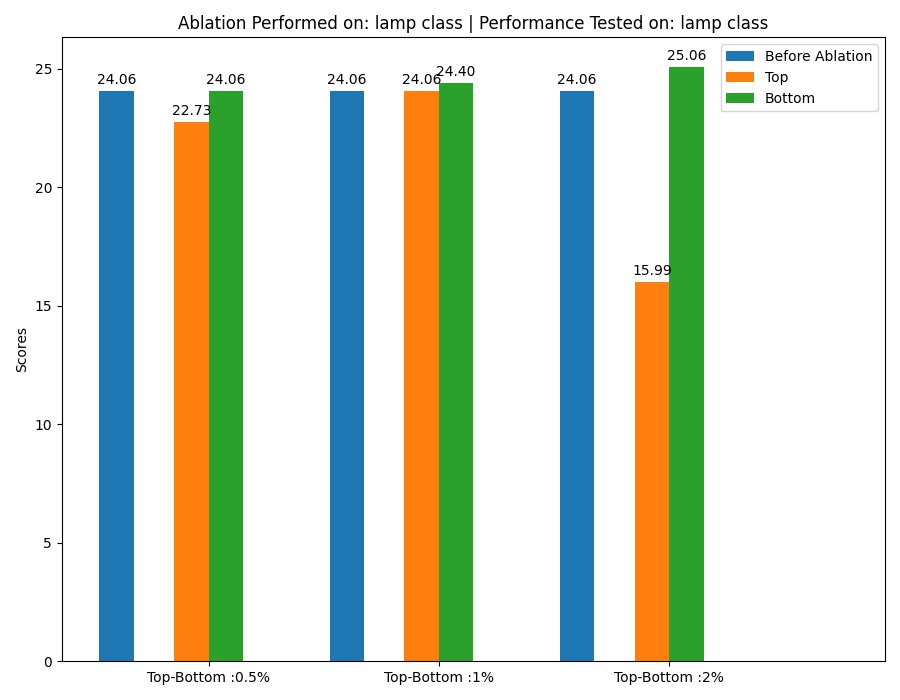 Ablation Performed on: lamp class | Performance Tested on: lamp class
Before Ablation
Top
Bottom
24.06 22.73 24.06 24.06 24.06 24.40 24.06 15.99 25.06
25
20
15
10
5
0
Scores
Top-Bottom :0.5% Top-Bottom :1% Top-Bottom :2%